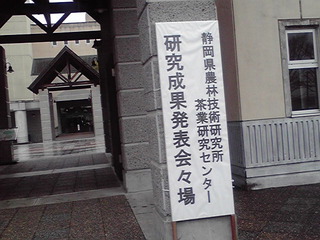 静岡県農林技術研究所
茶業研究センター
研究成果発表会々場